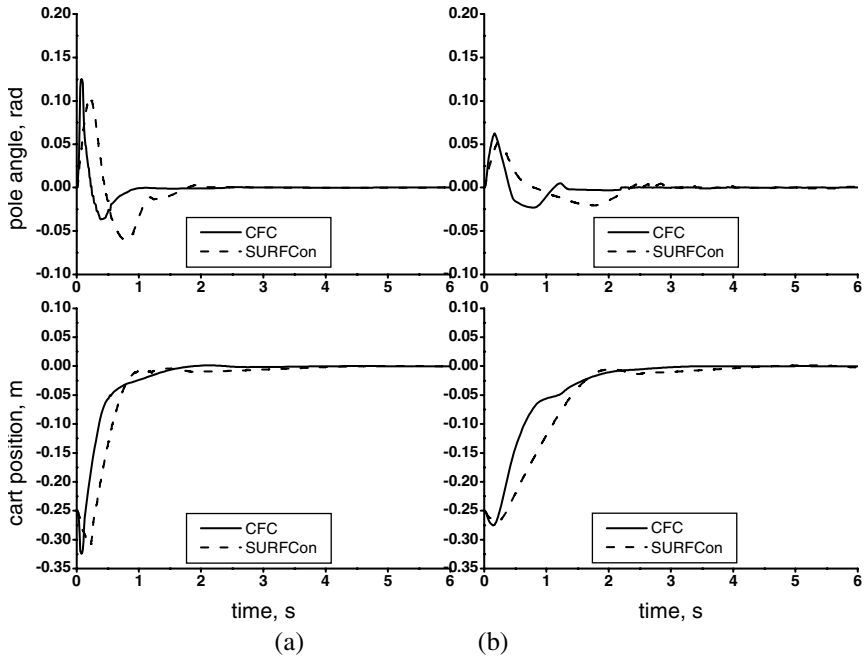 0.20
0.15
0.10
0.05
0.00
-0.05
-0.10
pole angle, rad
CFC
SURFCon
0 1 2 3 4 5 6
0.20
0.15
0.10
0.05
0.00
-0.05
-0.10
CFC
SURFCon
0 1 2 3 4 5 6
0.10
0.05
0.00
-0.05
-0.10
-0.15
-0.20
-0.25
-0.30
-0.35
cart position, m
CFC
SURFCon
0 1 2 3 4 5 6
time, s
(a)
0.10
0.05
0.00
-0.05
-0.10
-0.15
-0.20
-0.25
-0.30
-0.35
CFC
SURFCon
0 1 2 3 4 5 6
time, s
(b)